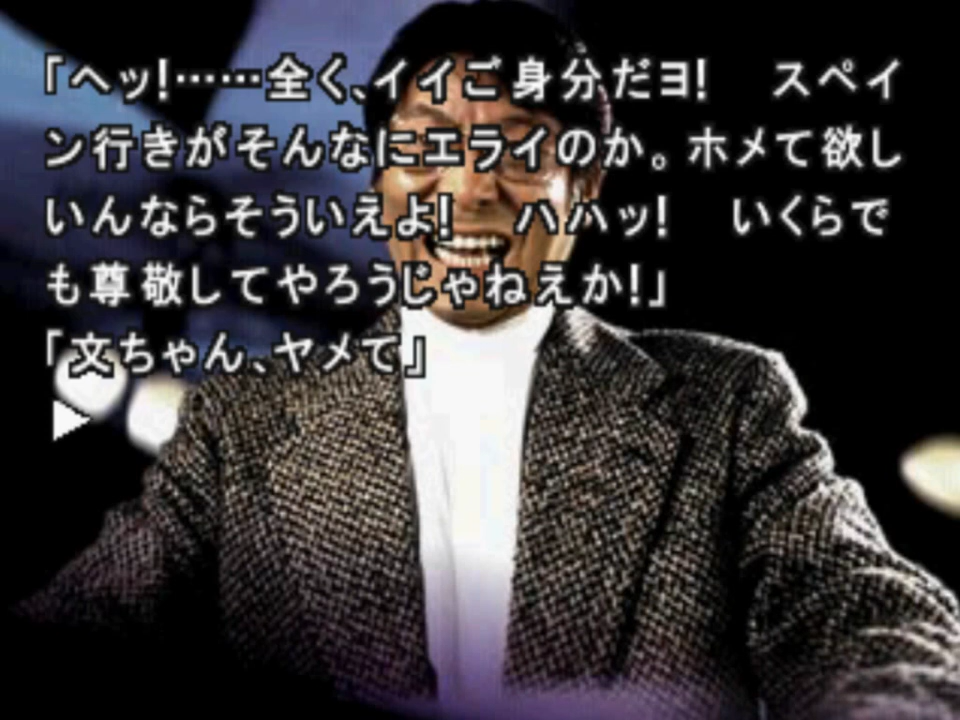 「ヘッ!……全く、イイご身分だヨ!　スペイ
ン行きがそんなにエライのか。ホメて欲し
いんならそういえよ!　ハハッ!　いくらで
も尊敬してやろうじゃねえか!」
「文ちゃん、ヤメて』